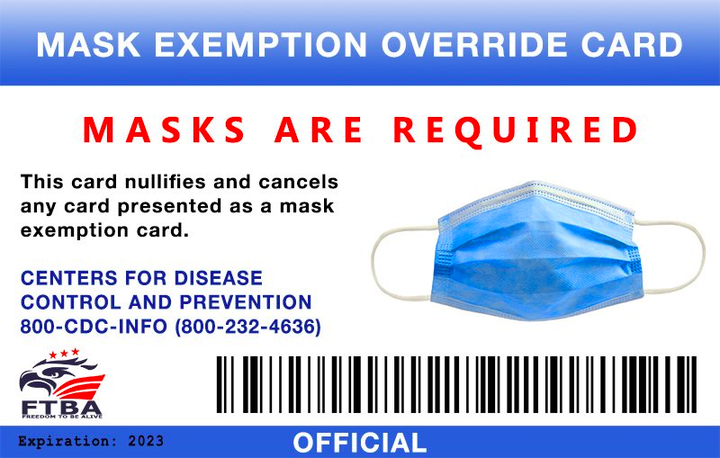 MASK EXEMPTION OVERRIDE CARD
MASKS ARE REQUIRED
This card nullifies and cancels
any card presented as a mask
exemption card.
CENTERS FOR DISEASE
CONTROL AND PREVENTION
800-CDC-INFO (800-232-4636)
FTBA
FREEDOM TO BE ALIVE
Expiration: 2023
OFFICIAL